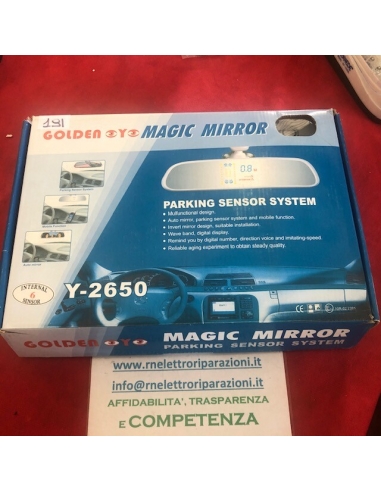 191
GOLDEN EYE MAGIC MIRROR
0.8
PARKING SENSOR SYSTEM
Multifunctional design.
Auto mirror, parking sensor system and mobile function.
Invert mirror design, suitable installation.
Wave band, digital display.
Remind you by digital number, direction voice and imitating-speed
Reliable aging experiment to obtain steady quality.
INTERNAL
6
SENSOR
Y-2650
GOLDEN EYE MAGIC MIRROR
PARKING SENSOR SYSTEM
www.rnelettroriparazioni.it
info@rnelettroriparazioni.it
AFFIDABILITA', TRASPARENZA
e COMPETENZA